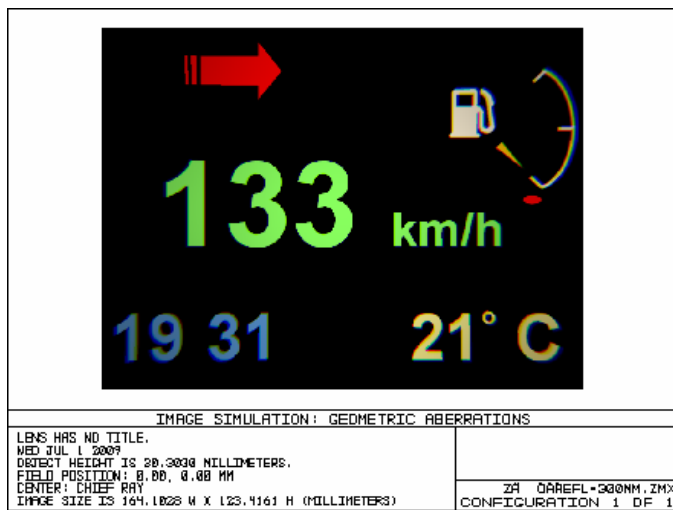 133 km/h
19 31
21° C
IMAGE SIMULATION: GEOMETRIC ABERRATIONS
LENS HAS NO TITLE.
WED JUL 1 2009
OBJECT HEIGHT IS 20.3030 MILLIMETERS.
FIELD POSITION: 0.00, 0.00 MM
CENTER: CHIEF RAY
IMAGE SIZE IS 164.1028 W X 123.4161 H (MILLIMETERS)
CONFIGURATION 1 OF 1